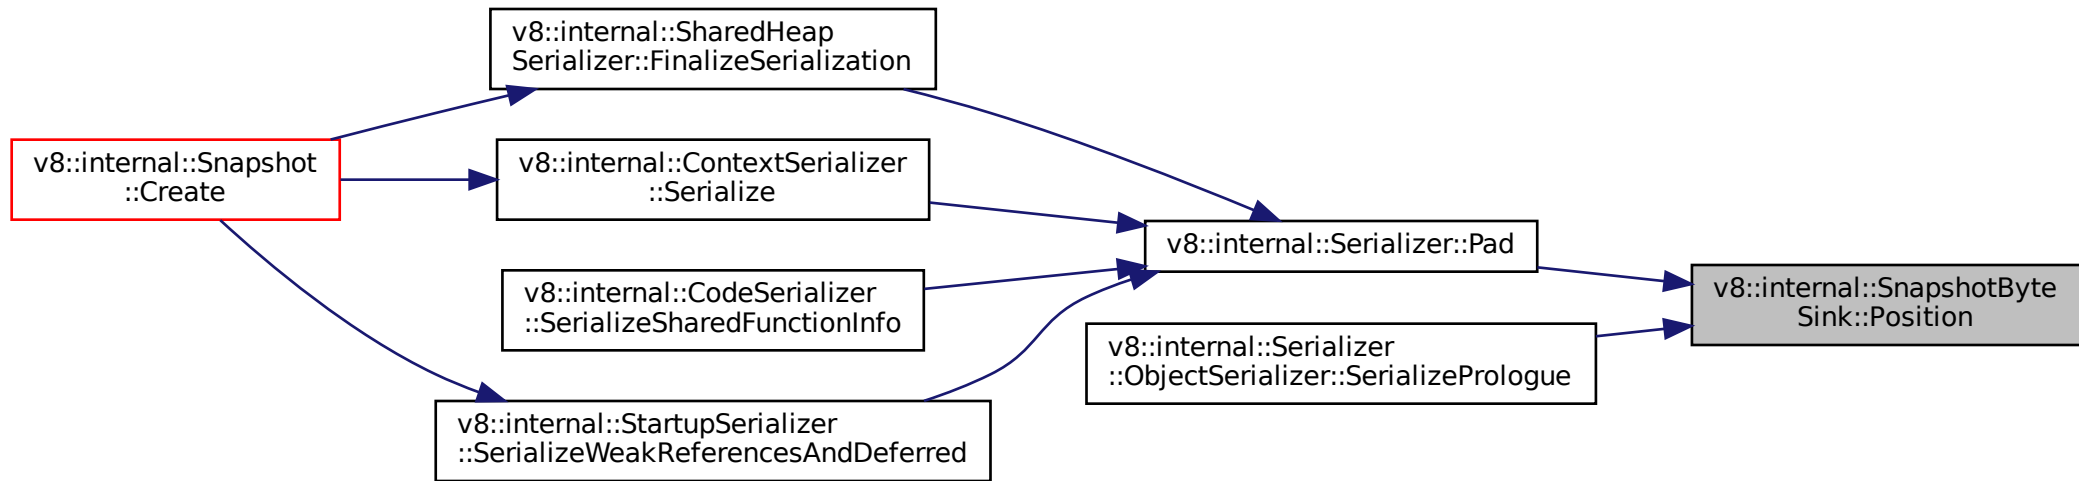 v8::internal::SharedHeap
Serializer::FinalizeSerialization
v8::internal::Snapshot
::Create
v8::internal::ContextSerializer
::Serialize
v8::internal::Serializer::Pad
v8::internal::SnapshotByte
Sink::Position
v8::internal::CodeSerializer
::SerializeSharedFunctionInfo
v8::internal::Serializer
::ObjectSerializer::SerializePrologue
v8::internal::StartupSerializer
::SerializeWeakReferencesAndDeferred